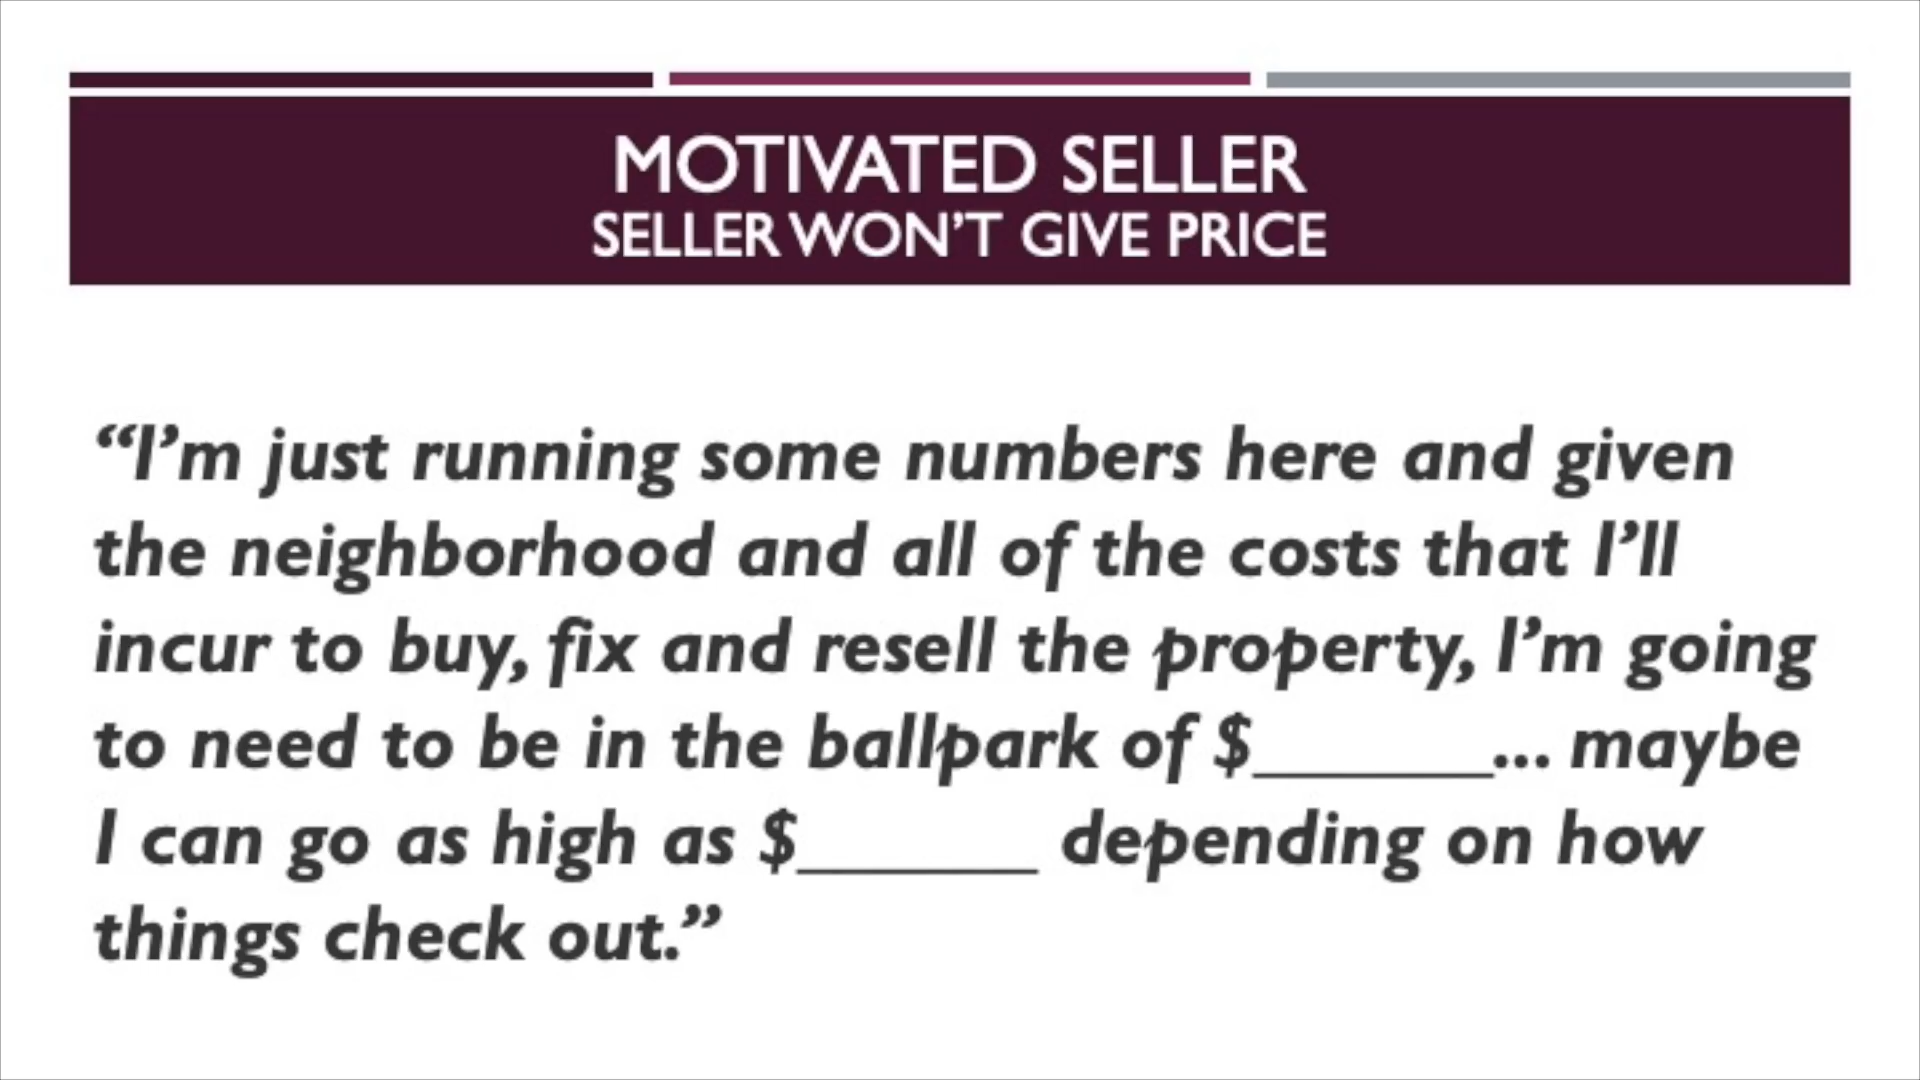 MOTIVATED SELLER
SELLER WON’T GIVE PRICE
“I’m just running some numbers here and given
the neighborhood and all of the costs that I’ll
incur to buy, fix and resell the property, I’m going
to need to be in the ballpark of $______... maybe
I can go as high as $______ depending on how
things check out.”